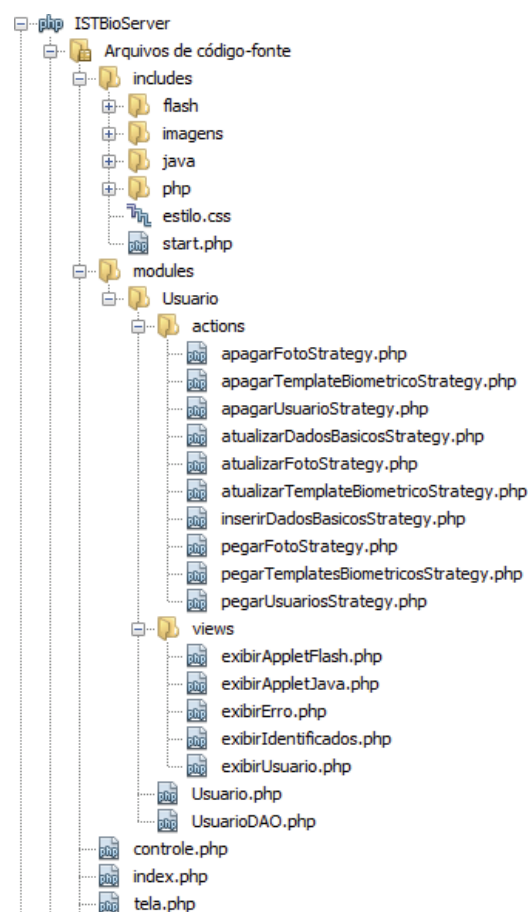 ISTBioServer
Arquivos de código-fonte
includes
flash
imagens
java
php
estilo.css
start.php
modules
Usuario
actions
apagarFotoStrategy.php
apagarTemplateBiometricoStrategy.php
apagarUsuarioStrategy.php
atualizarDadosBasicosStrategy.php
atualizarFotoStrategy.php
atualizarTemplateBiometricoStrategy.php
inserirDadosBasicosStrategy.php
pegarFotoStrategy.php
pegarTemplatesBiometricosStrategy.php
pegarUsuariosStrategy.php
views
exibirAppletFlash.php
exibirAppletJava.php
exibirErro.php
exibirIdentificados.php
exibirUsuario.php
Usuario.php
UsuarioDAO.php
controle.php
index.php
tela.php